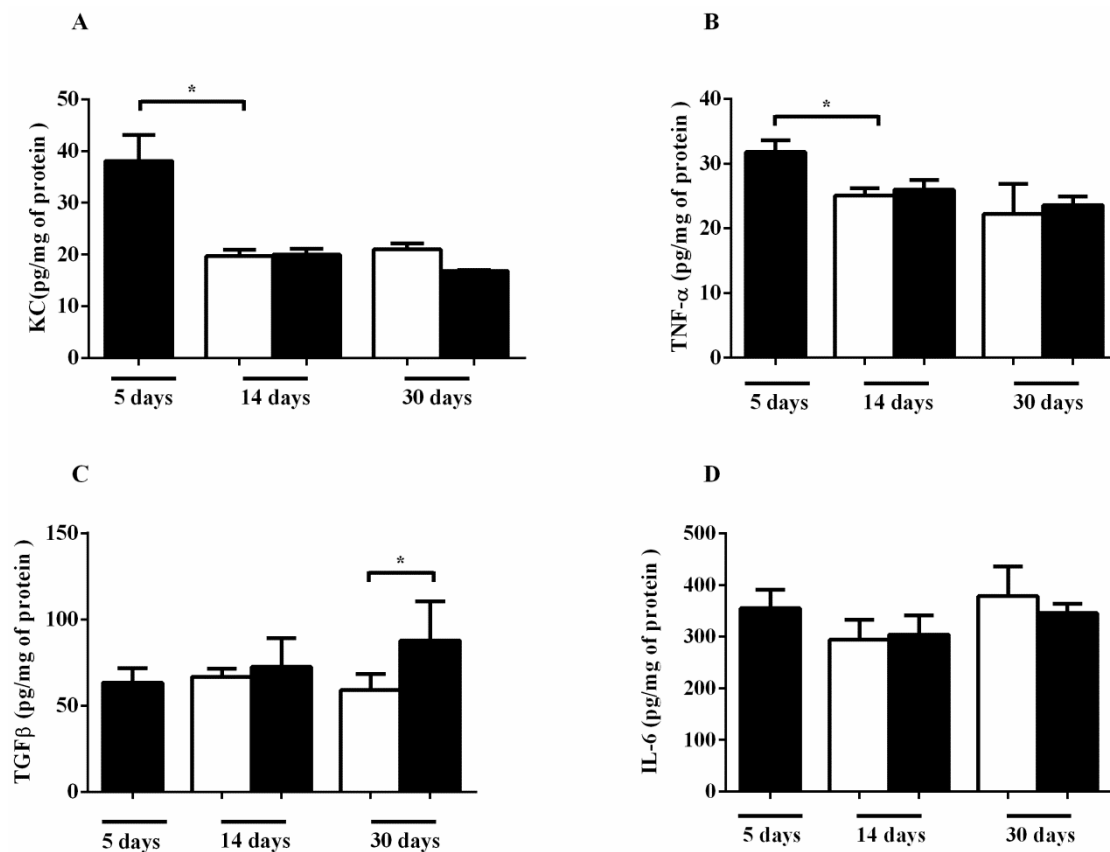 A
*
50
40
30
20
10
0
KC(pg/mg of protein )
5 days
14 days
30 days
B
*
40
30
20
10
0
TNF-α (pg/mg of protein )
5 days
14 days
30 days
C
*
150
100
50
0
TGFβ (pg/mg of protein )
5 days
14 days
30 days
D
500
400
300
200
100
0
IL-6 (pg/mg of protein )
5 days
14 days
30 days